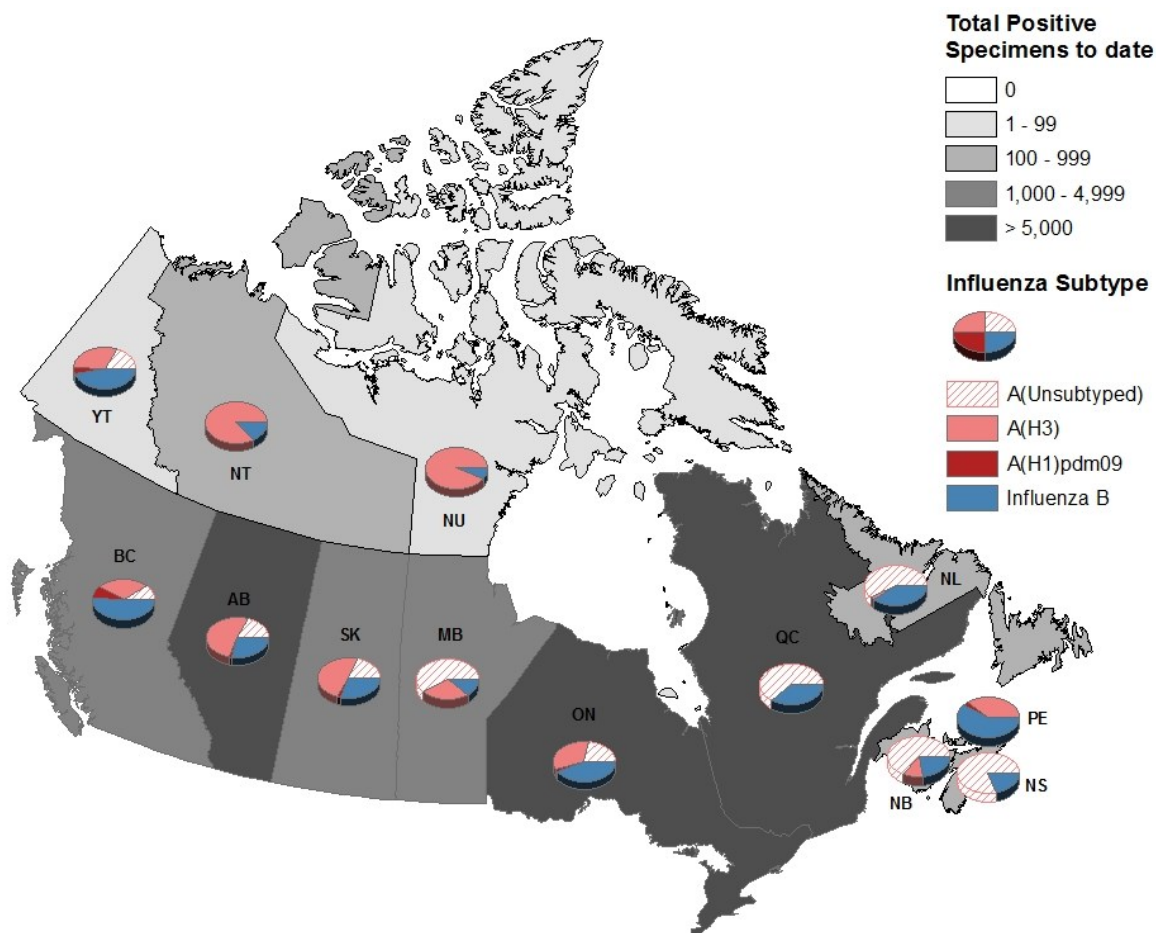 Total Positive
Specimens to date
0
1 - 99
100 - 999
1,000 - 4,999
> 5,000
Influenza Subtype
A(Unsubtyped)
A(H3)
A(H1)pdm09
Influenza B
YT
NT
NU
BC
AB
SK
MB
ON
QC
NL
PE
NB
NS